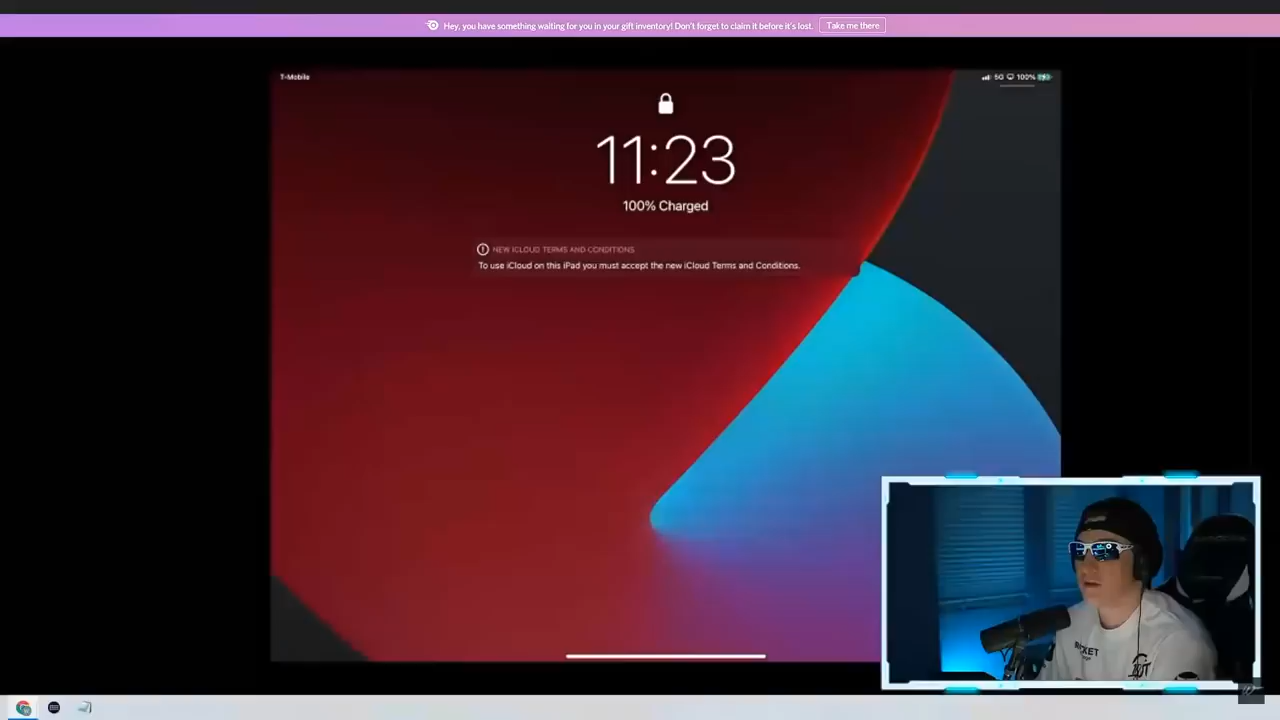 Hey, you have something waiting for you in your gift inventory! Don't forget to claim it before it's lost. Take me there
T-Mobile 5G 100%
11:23
100% Charged
NEW ICLOUD TERMS AND CONDITIONS
To use iCloud on this iPad you must accept the new iCloud Terms and Conditions.